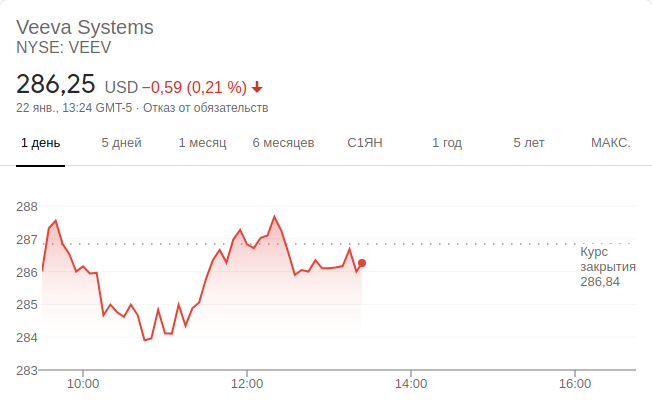 Veeva Systems
NYSE: VEEV
286,25 USD −0,59 (0,21 %)
22 янв., 13:24 GMT-5 · Отказ от обязательств
1 день 5 дней 1 месяц 6 месяцев С1ЯН 1 год 5 лет МАКС.
288
287
286
285
284
283
Курс
закрытия
286,84
10:00 12:00 14:00 16:00